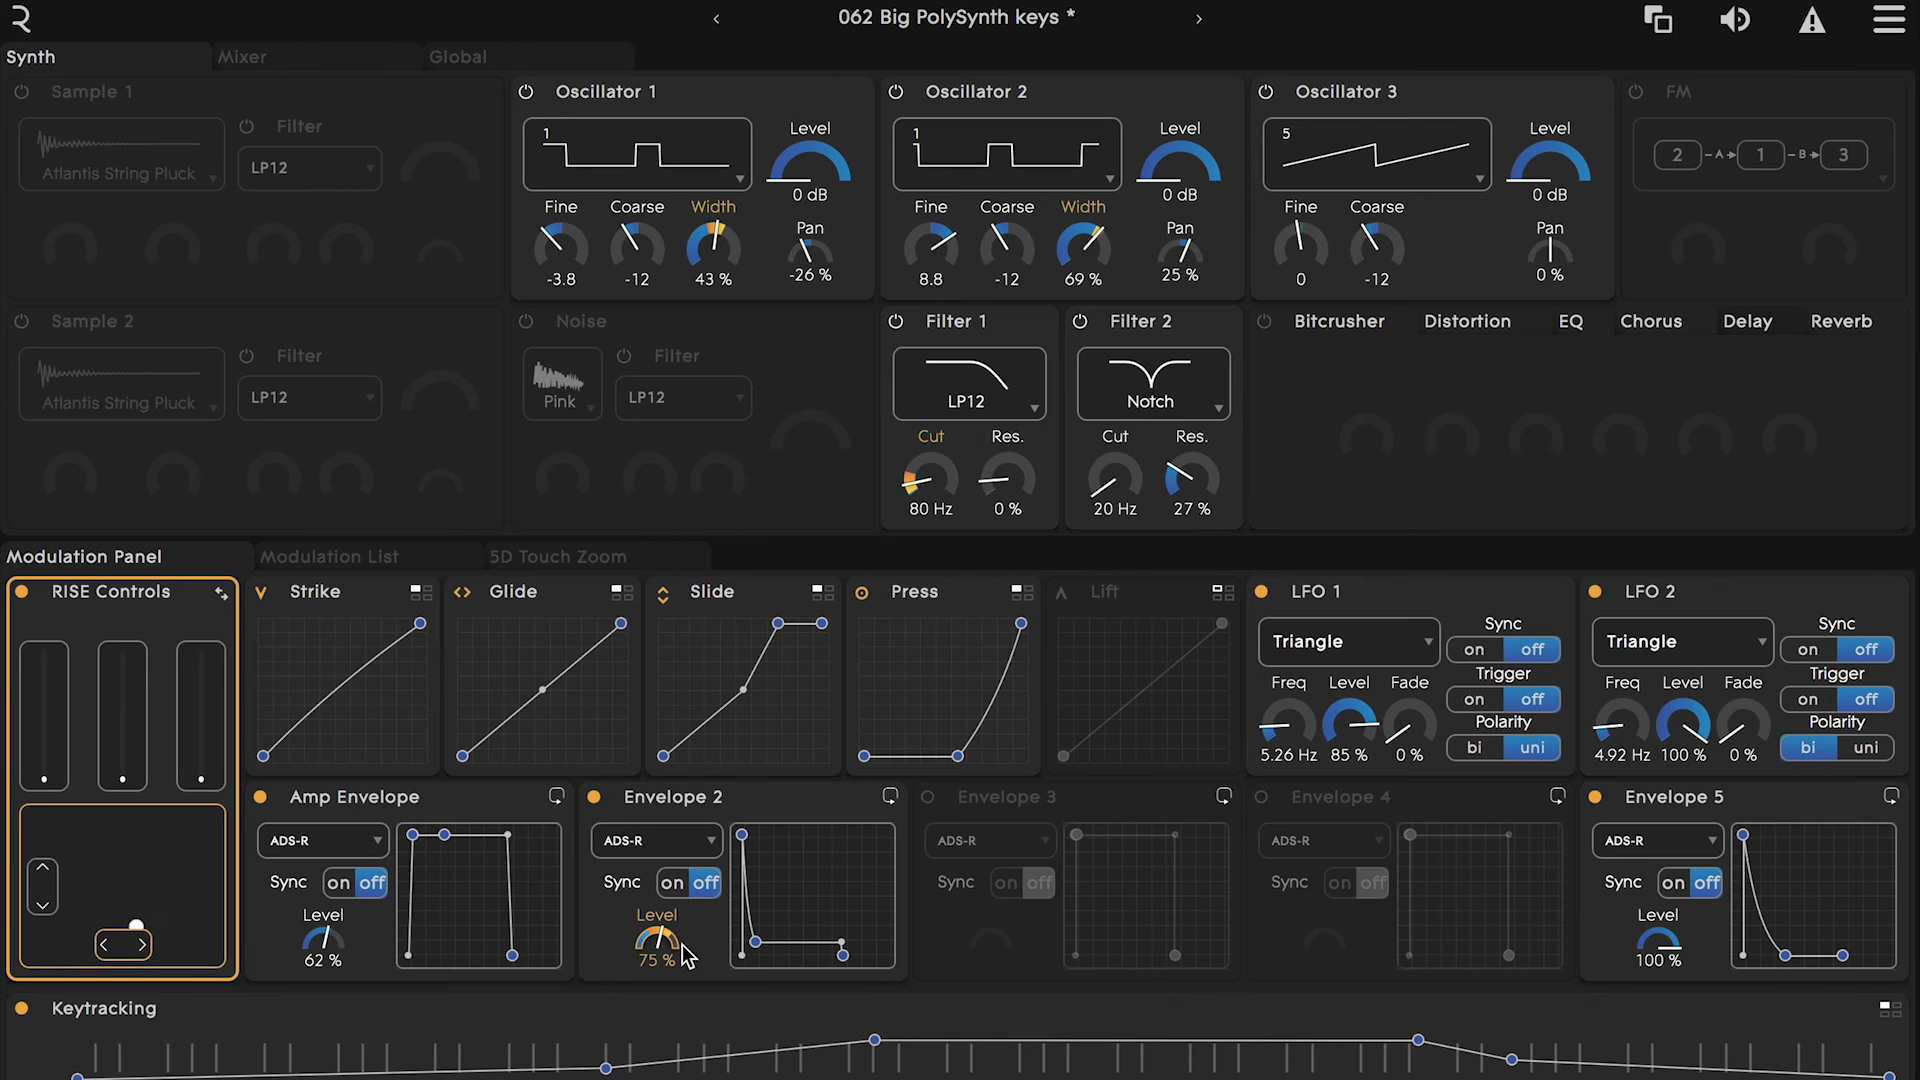 062 Big PolySynth keys *
Synth Mixer Global
Sample 1
Filter
Atlantis String Pluck
LP12
Oscillator 1
1
Level
0 dB
Fine Coarse Width
Pan
-3.8 -12 43 %
-26 %
Oscillator 2
1
Level
0 dB
Fine Coarse Width
Pan
8.8 -12 69 %
25 %
Oscillator 3
5
Level
0 dB
Fine Coarse
Pan
0 -12
0 %
FM
2 -A 1 -B 3
Sample 2
Filter
Atlantis String Pluck
LP12
Noise
Filter
Pink
LP12
Filter 1
LP12
Cut Res.
80 Hz 0 %
Filter 2
Notch
Cut Res.
20 Hz 27 %
Bitcrusher Distortion EQ Chorus Delay Reverb
Modulation Panel Modulation List 5D Touch Zoom
RISE Controls
Strike
Glide
Slide
Press
Lift
LFO 1
Triangle
Sync
on off
Trigger
on off
Polarity
bi uni
Freq Level Fade
5.26 Hz 85 % 0 %
LFO 2
Triangle
Sync
on off
Trigger
on off
Polarity
bi uni
Freq Level Fade
4.92 Hz 100 % 0 %
Amp Envelope
ADS-R
Sync on off
Level
62 %
Envelope 2
ADS-R
Sync on off
Level
75 %
Envelope 3
ADS-R
Sync on off
Envelope 4
ADS-R
Sync on off
Envelope 5
ADS-R
Sync on off
Level
100 %
Keytracking